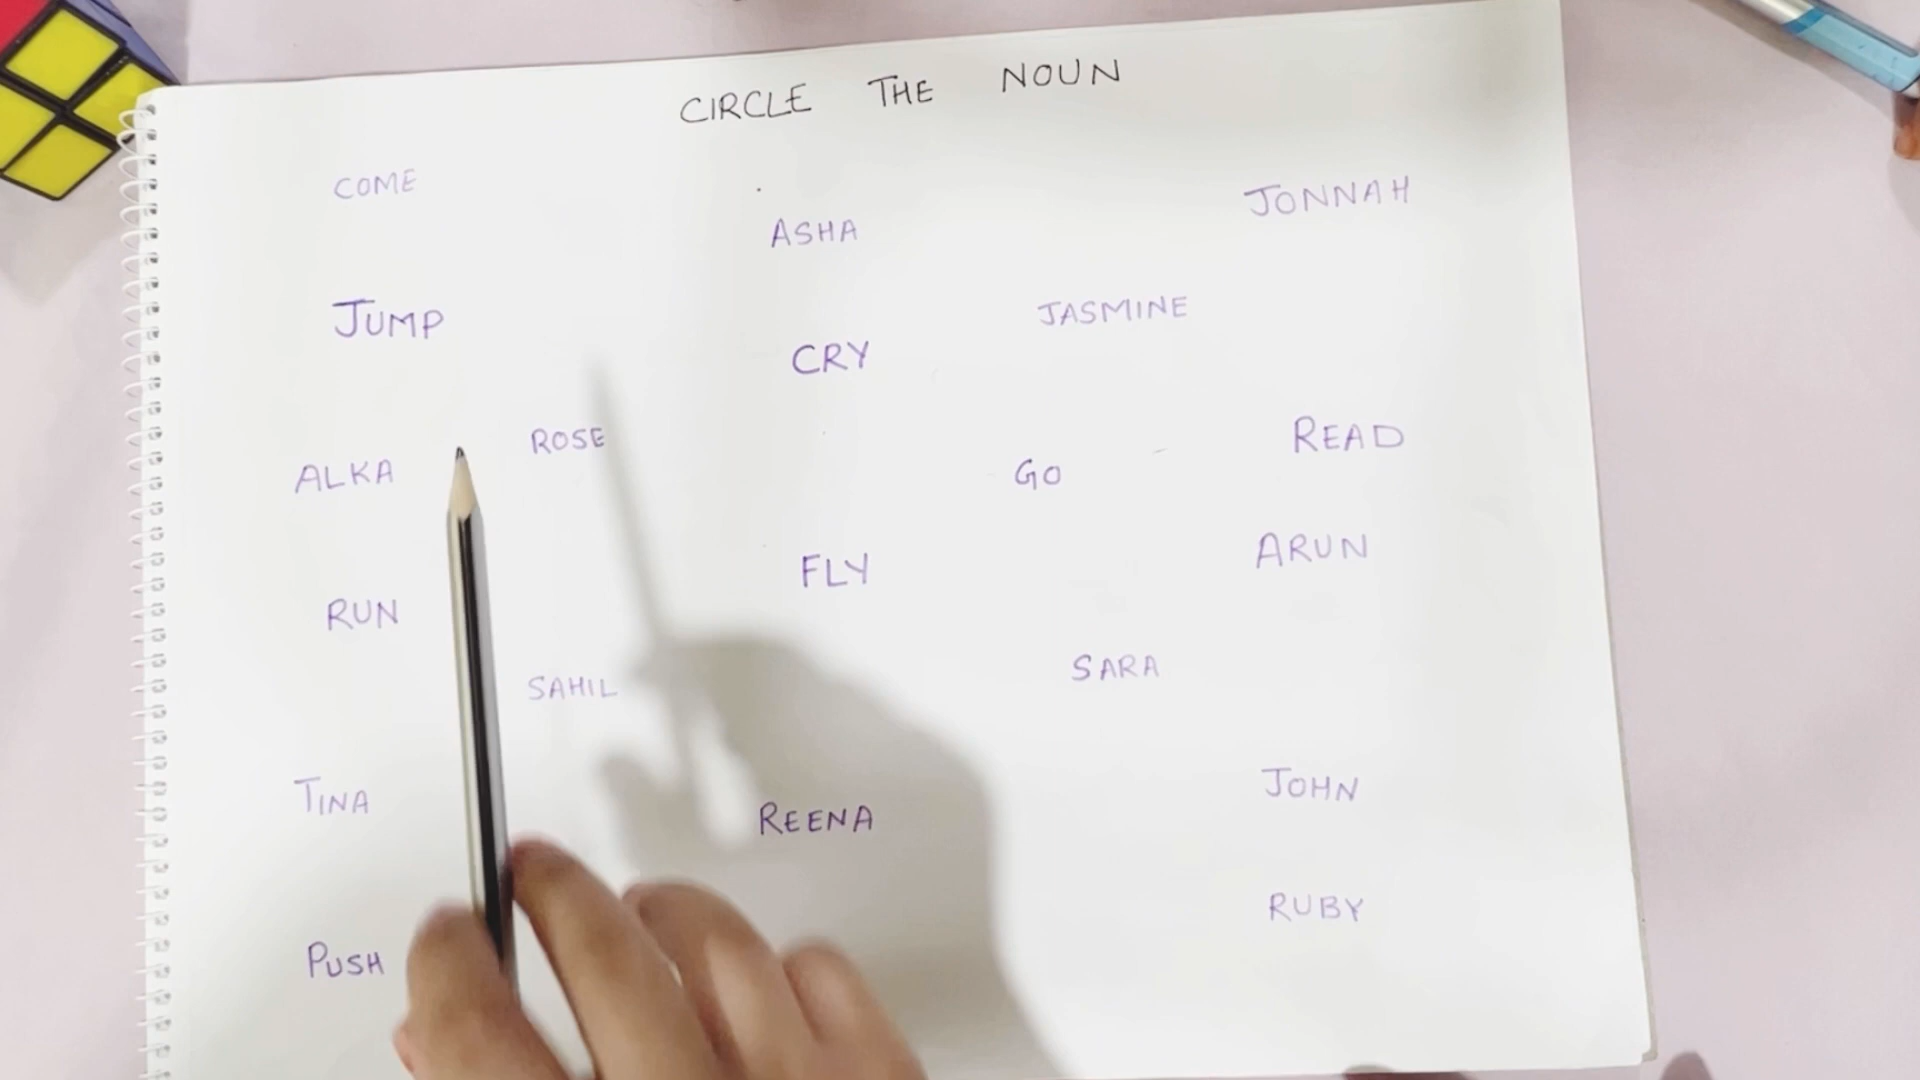 CIRCLE THE NOUN
COME
ASHA
JONNAH
JUMP
CRY
JASMINE
ALKA
ROSE
GO
READ
RUN
FLY
ARUN
SAHIL
SARA
TINA
REENA
JOHN
PUSH
RUBY